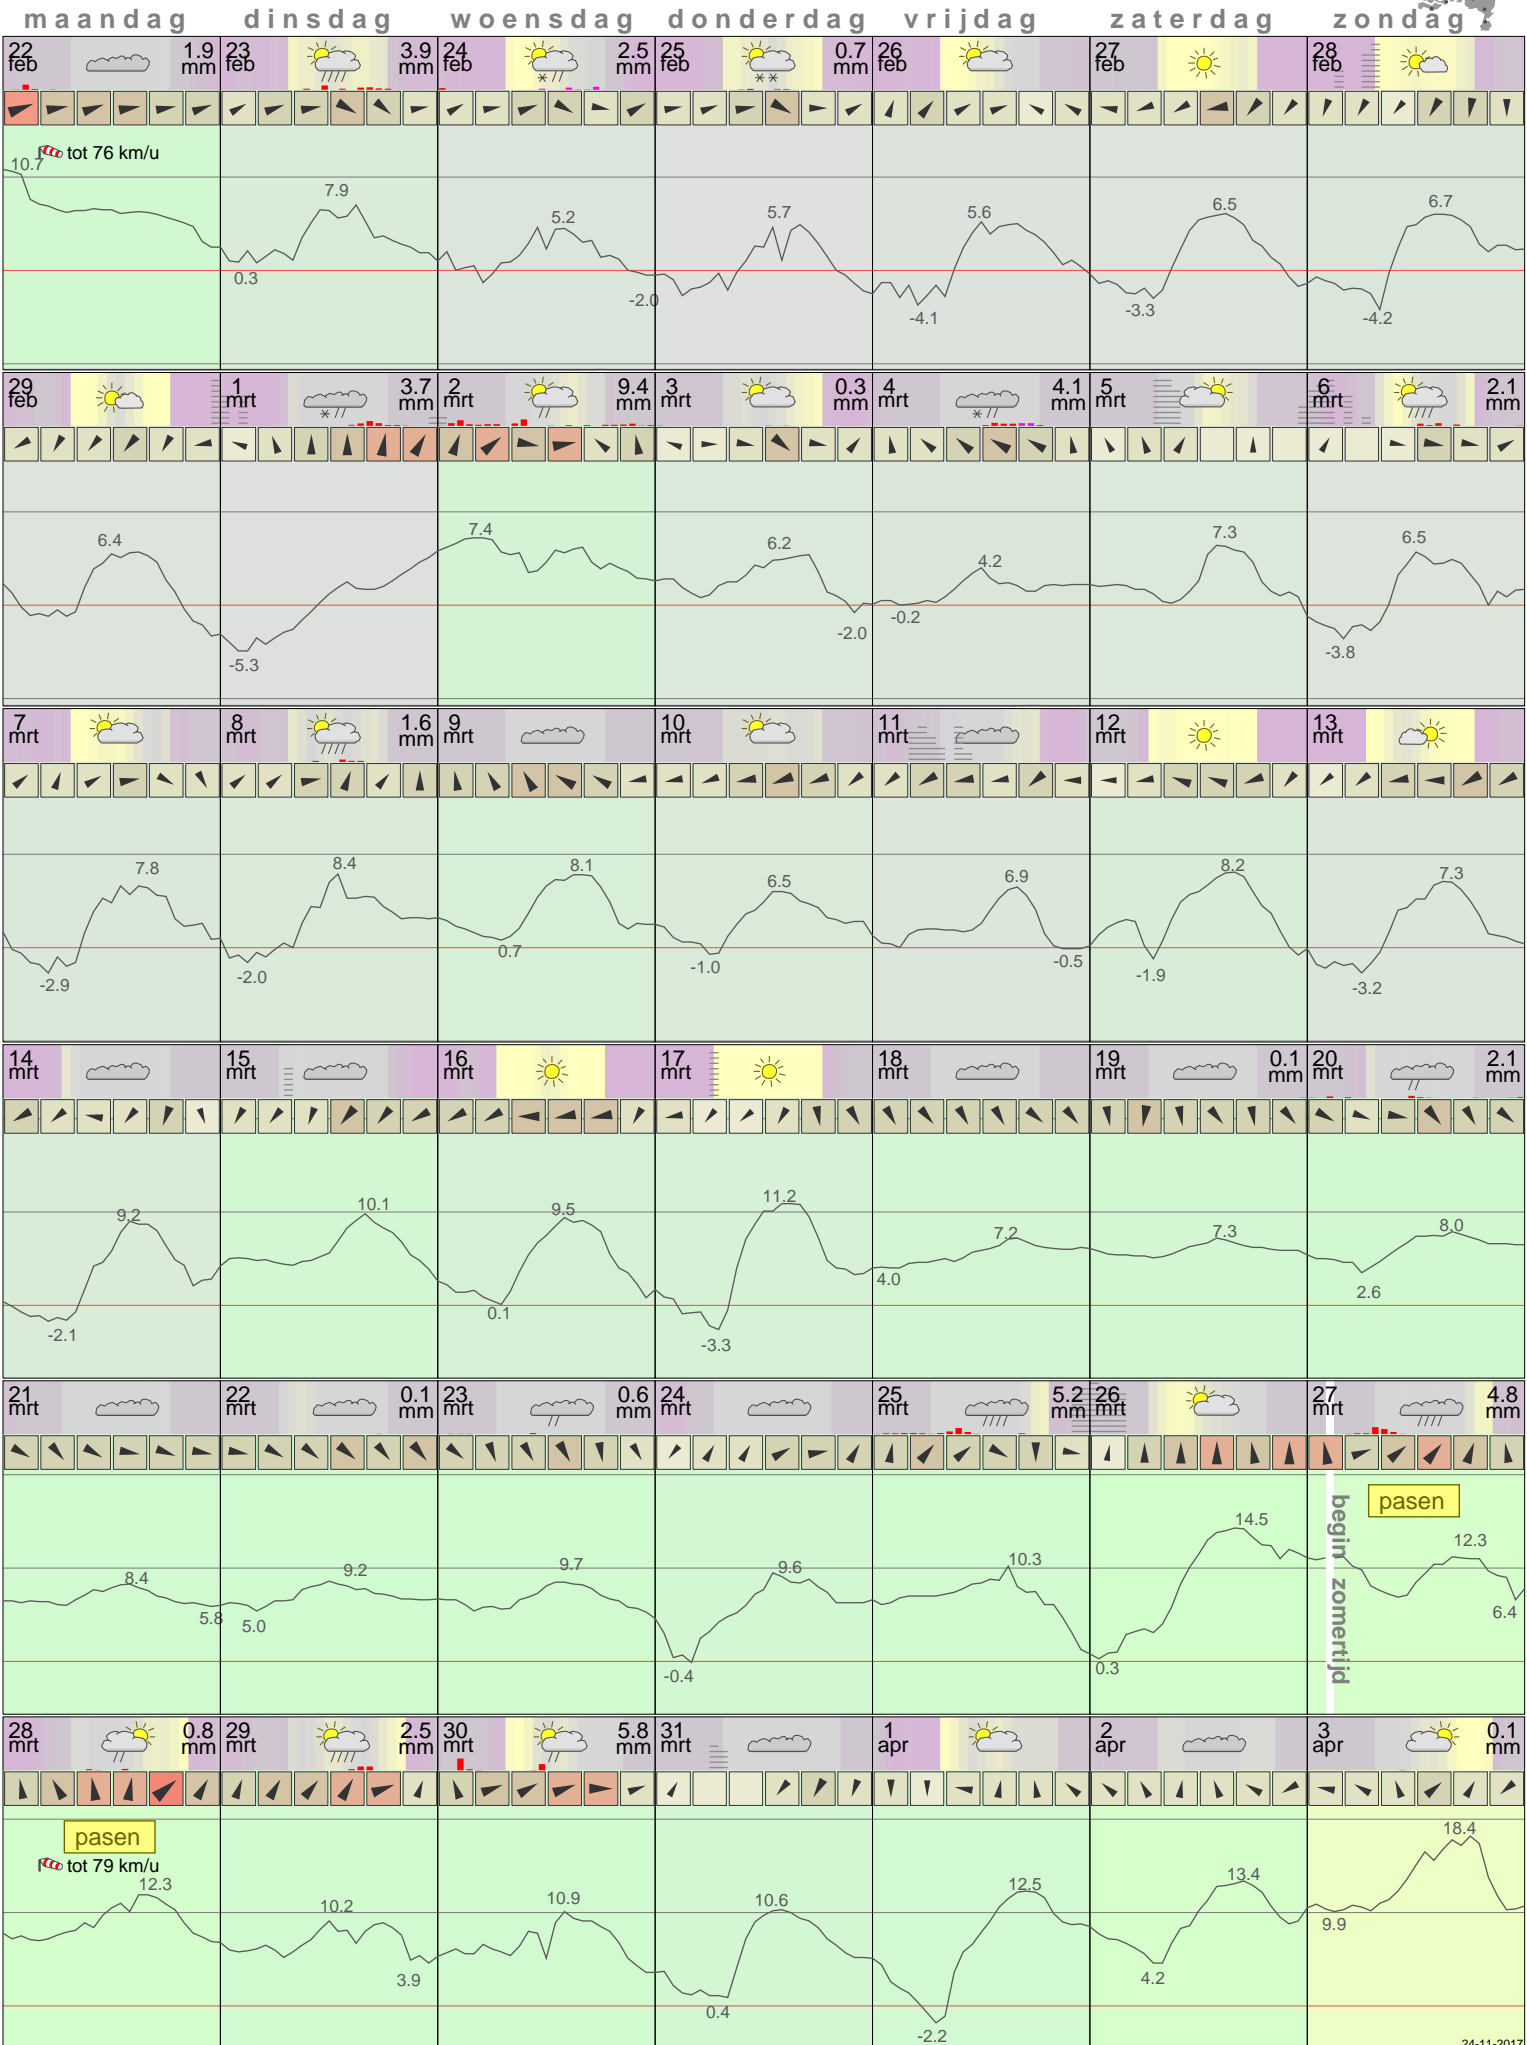 maandag dinsdag woensdag donderdag vrijdag zaterdag zondag
22 feb 1.9 mm 23 feb 3.9 mm 24 feb 2.5 mm 25 feb 0.7 mm 26 feb 27 feb 28 feb
tot 76 km/u
10.7 7.9 5.2 5.7 5.6 6.5 6.7
0.3 -2.0 -4.1 -3.3 -4.2
29 feb 1 mrt 3.7 mm 2 mrt 9.4 mm 3 mrt 0.3 mm 4 mrt 4.1 mm 5 mrt 6 mrt 2.1 mm
6.4 7.4 6.2 4.2 7.3 6.5
-5.3 -2.0 -0.2 -3.8
7 mrt 8 mrt 1.6 mm 9 mrt 10 mrt 11 mrt 12 mrt 13 mrt
7.8 8.4 8.1 6.5 6.9 8.2 7.3
-2.9 -2.0 0.7 -1.0 -0.5 -1.9 -3.2
14 mrt 15 mrt 16 mrt 17 mrt 18 mrt 19 mrt 0.1 mm 20 mrt 2.1 mm
9.2 10.1 9.5 11.2 7.2 7.3 8.0
-2.1 0.1 -3.3 4.0 2.6
21 mrt 22 mrt 0.1 mm 23 mrt 0.6 mm 24 mrt 25 mrt 5.2 mm 26 mrt 27 mrt 4.8 mm
pasen
begin zomertijd
8.4 9.2 9.7 9.6 10.3 14.5 12.3
5.8 5.0 -0.4 0.3 6.4
28 mrt 0.8 mm 29 mrt 2.5 mm 30 mrt 5.8 mm 31 mrt 1 apr 2 apr 3 apr 0.1 mm
pasen
tot 79 km/u
12.3 10.2 10.9 10.6 12.5 13.4 18.4
3.9 0.4 -2.2 4.2 9.9
24-11-2017